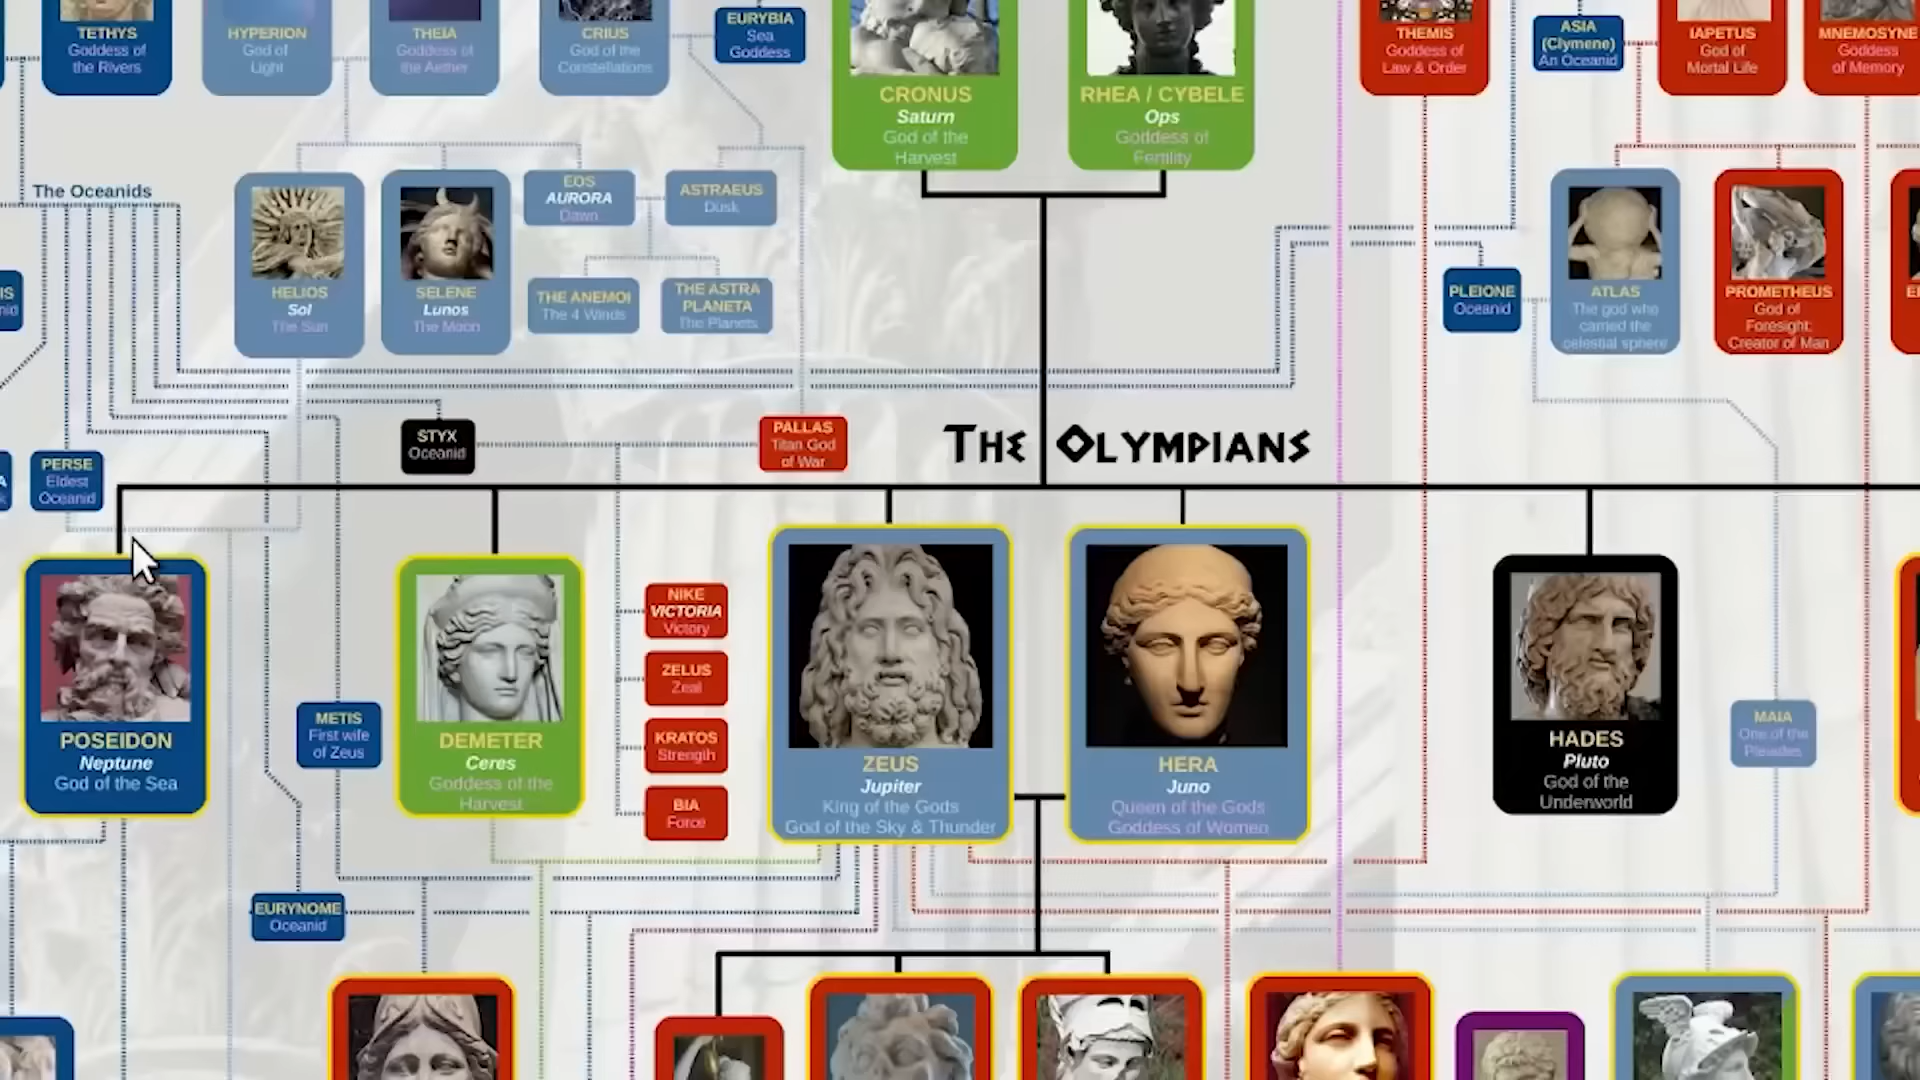 TETHYS
Goddess of
the Rivers
HYPERION
God of
Light
THEIA
Goddess of
the Aether
CRIUS
God of the
Constellations
EURYBIA
Sea
Goddess
CRONUS
Saturn
God of the
Harvest
RHEA / CYBELE
Ops
Goddess of
Fertility
THEMIS
Goddess of
Law & Order
ASIA
(Clymene)
An Oceanid
IAPETUS
God of
Mortal Life
MNEMOSYNE
Goddess
of Memory
The Oceanids
HELIOS
Sol
The Sun
SELENE
Lunos
The Moon
EOS
AURORA
Dawn
ASTRAEUS
Dusk
THE ANEMOI
The 4 Winds
THE ASTRA
PLANETA
The Planets
PLEIONE
Oceanid
ATLAS
The god who
carried the
celestial sphere
PROMETHEUS
God of
Foresight;
Creator of Man
STYX
Oceanid
PALLAS
Titan God
of War
THE OLYMPIANS
PERSE
Eldest
Oceanid
POSEIDON
Neptune
God of the Sea
METIS
First wife
of Zeus
DEMETER
Ceres
Goddess of the
Harvest
NIKE
VICTORIA
Victory
ZELUS
Zeal
KRATOS
Strength
BIA
Force
ZEUS
Jupiter
King of the Gods
God of the Sky & Thunder
HERA
Juno
Queen of the Gods
Goddess of Women
HADES
Pluto
God of the
Underworld
MAIA
One of the
Pleiades
EURYNOME
Oceanid